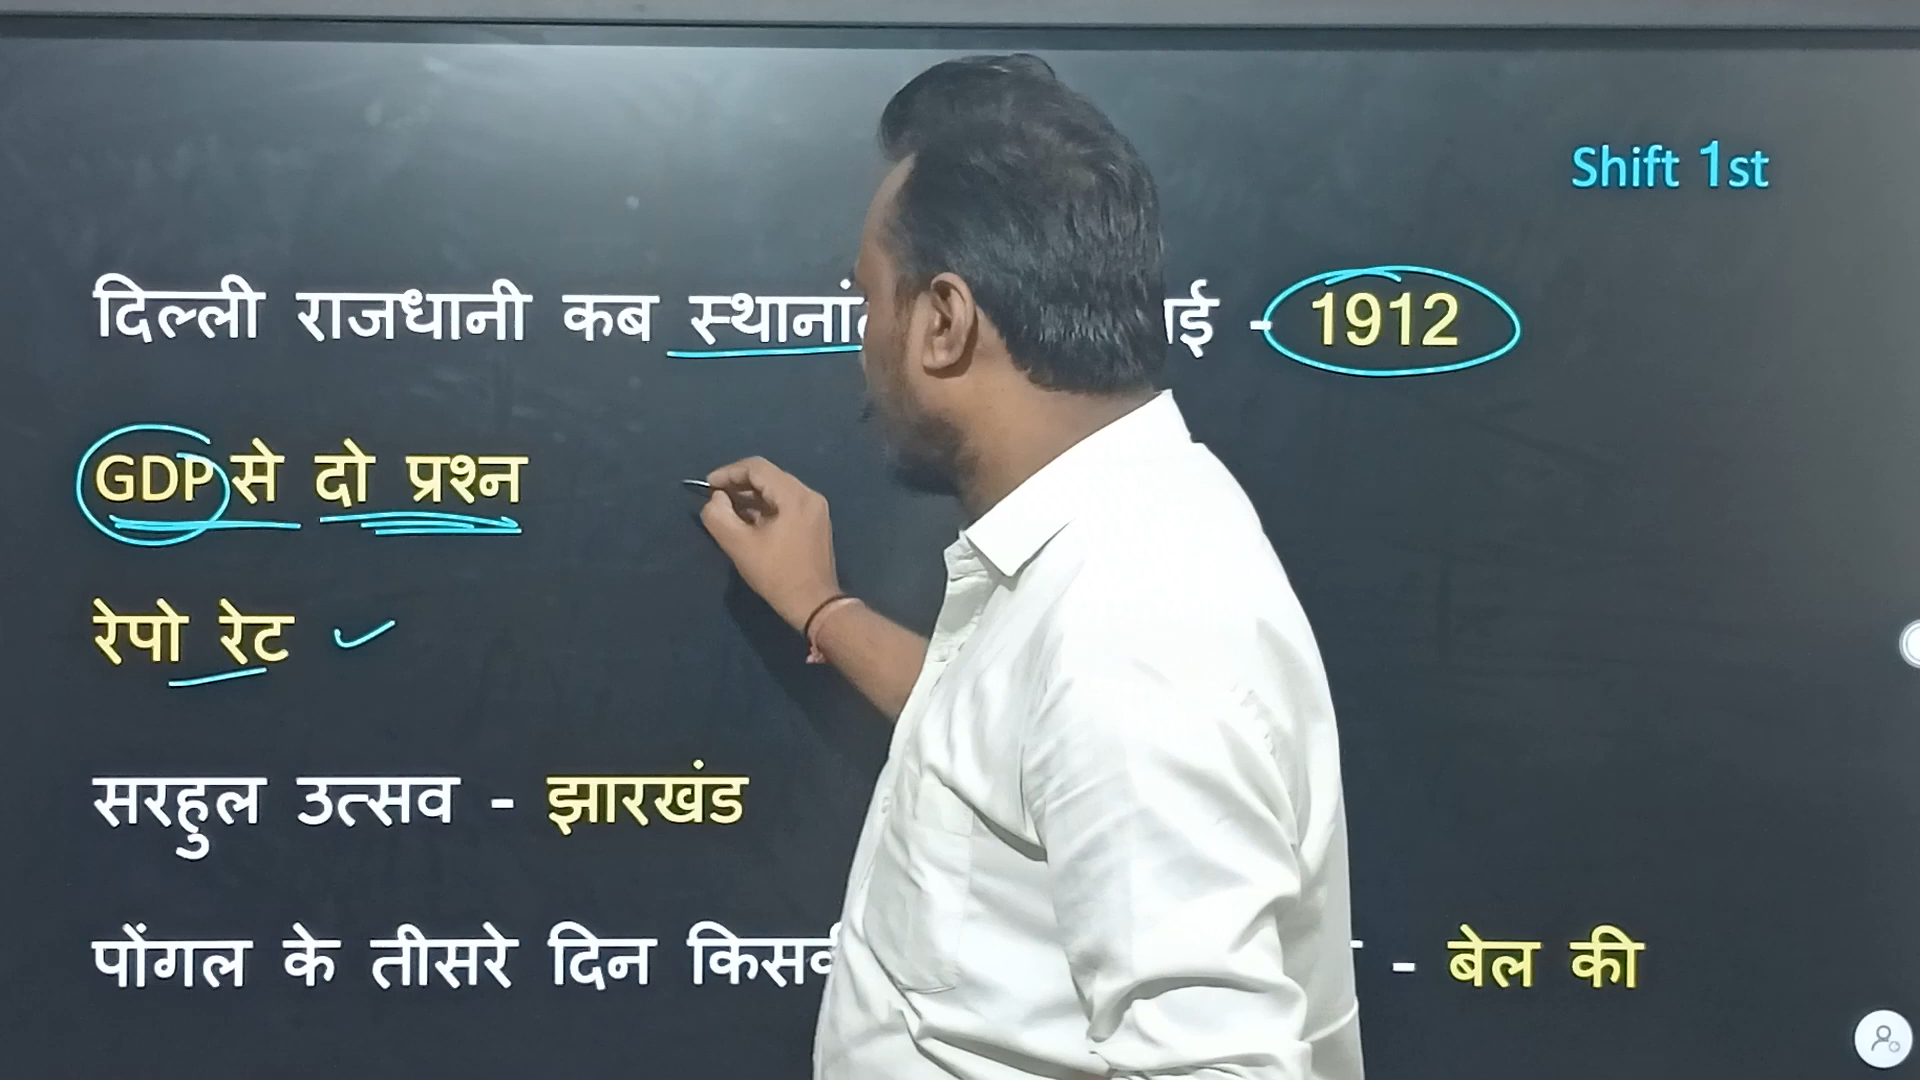 Shift 1st
दिल्ली राजधानी कब - 1912
GDP से दो प्रश्न
रेपो रेट
सरहुल उत्सव - झारखंड
पोंगल के तीसरे दिन - बेल की